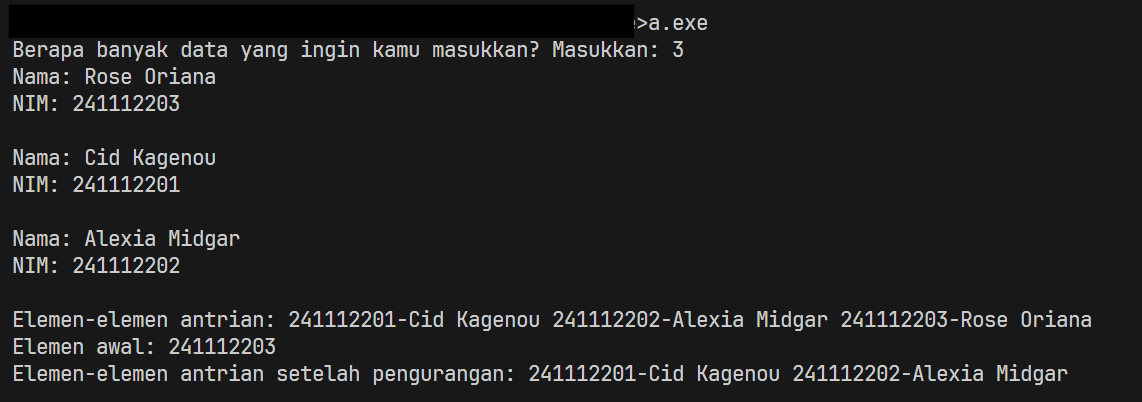 >a.exe
Berapa banyak data yang ingin kamu masukkan? Masukkan: 3
Nama: Rose Oriana
NIM: 241112203
Nama: Cid Kagenou
NIM: 241112201
Nama: Alexia Midgar
NIM: 241112202
Elemen-elemen antrian: 241112201-Cid Kagenou 241112202-Alexia Midgar 241112203-Rose Oriana
Elemen awal: 241112203
Elemen-elemen antrian setelah pengurangan: 241112201-Cid Kagenou 241112202-Alexia Midgar